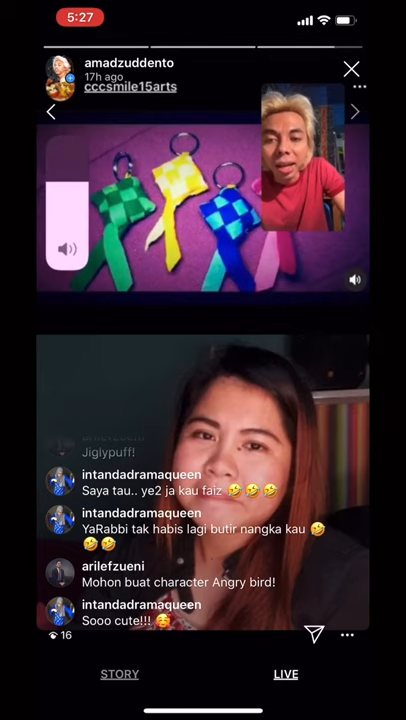 5:27
amadzuddento
17h ago
cccsmile15arts
Jiglypuff!
intandadramaqueen
Saya tau.. ye2 ja kau faiz 🤣 🤣 🤣
intandadramaqueen
YaRabbi tak habis lagi butir nangka kau 🤣
🤣 🤣
arilefzueni
Mohon buat character Angry bird!
intandadramaqueen
Sooo cute!!! 🥰
16
STORY
LIVE